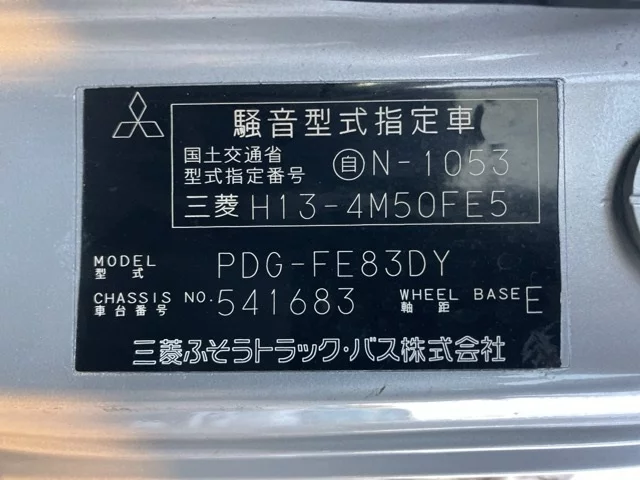 騒音型式指定車
国土交通省
型式指定番号 自 N-1053
三菱 H13-4M50FE5
MODEL 型式 PDG-FE83DY
CHASSIS NO. 車台番号 541683 WHEEL BASE 軸距 E
三菱ふそうトラック・バス株式会社